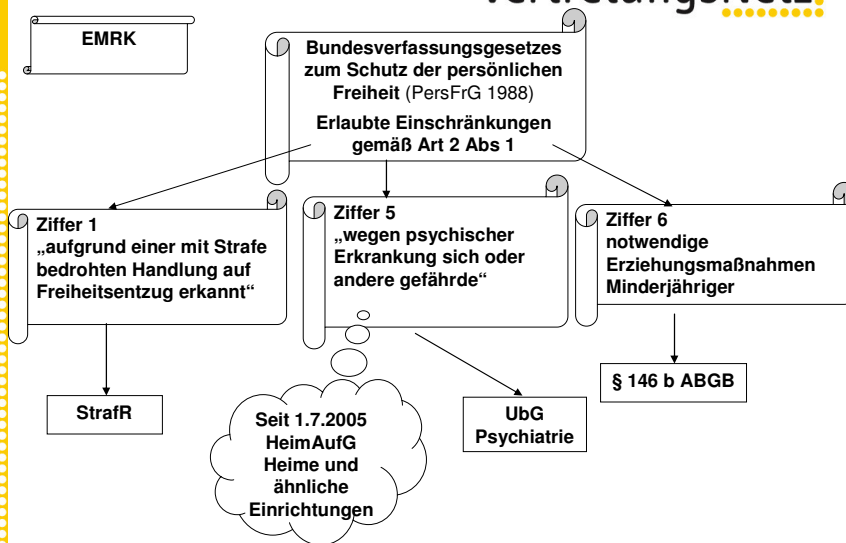 VertretungsNetz
EMRK
Bundesverfassungsgesetzes
zum Schutz der persönlichen
Freiheit (PersFrG 1988)
Erlaubte Einschränkungen
gemäß Art 2 Abs 1
Ziffer 1
„aufgrund einer mit Strafe
bedrohten Handlung auf
Freiheitsentzug erkannt“
Ziffer 5
„wegen psychischer
Erkrankung sich oder
andere gefährde“
Ziffer 6
notwendige
Erziehungsmaßnahmen
Minderjähriger
StrafR
Seit 1.7.2005
HeimAufG
Heime und
ähnliche
Einrichtungen
UbG
Psychiatrie
§ 146 b ABGB